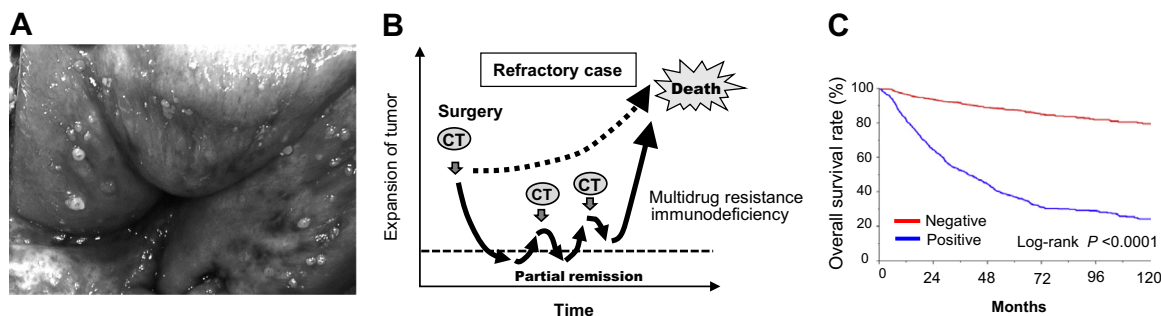 A
B
Refractory case
Death
Surgery
CT
CT
CT
Multidrug resistance
immunodeficiency
Partial remission
Expansion of tumor
Time
C
Overall survival rate (%)
100
80
60
40
20
0
Negative
Positive
Log-rank P <0.0001
0 24 48 72 96 120
Months